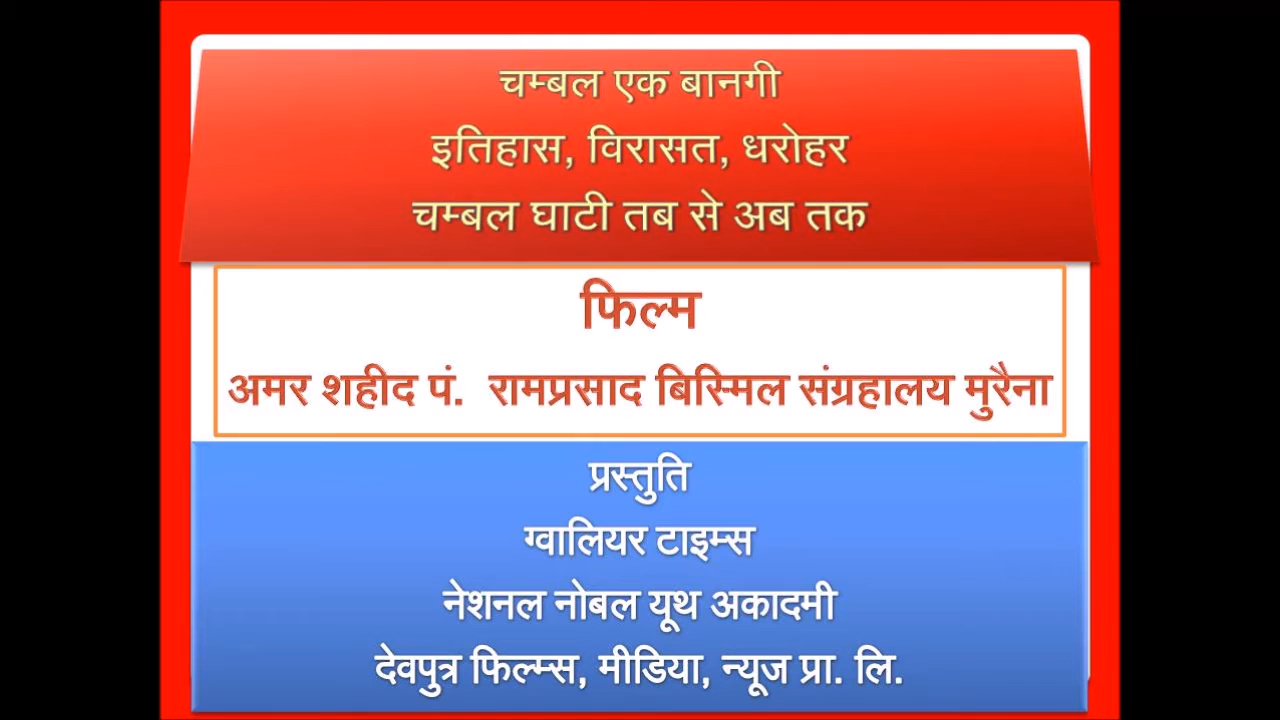 चम्बल एक बानगी
इतिहास, विरासत, धरोहर
चम्बल घाटी तब से अब तक
फिल्म
अमर शहीद पं. रामप्रसाद बिस्मिल संग्रहालय मुरैना
प्रस्तुति
ग्वालियर टाइम्स
नेशनल नोबल यूथ अकादमी
देवपुत्र फिल्म्स, मीडिया, न्यूज प्रा. लि.